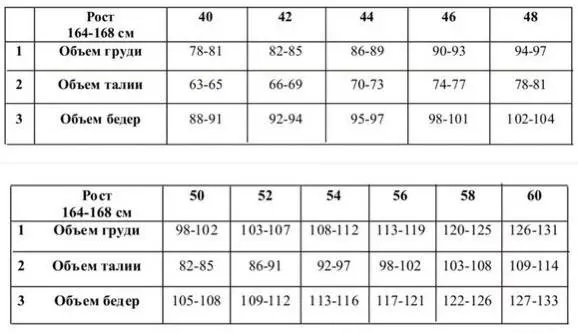 Рост 40 42 44 46 48
164-168 см
1 Объем груди 78-81 82-85 86-89 90-93 94-97
2 Объем талии 63-65 66-69 70-73 74-77 78-81
3 Объем бедер 88-91 92-94 95-97 98-101 102-104
Рост 50 52 54 56 58 60
164-168 см
1 Объем груди 98-102 103-107 108-112 113-119 120-125 126-131
2 Объем талии 82-85 86-91 92-97 98-102 103-108 109-114
3 Объем бедер 105-108 109-112 113-116 117-121 122-126 127-133